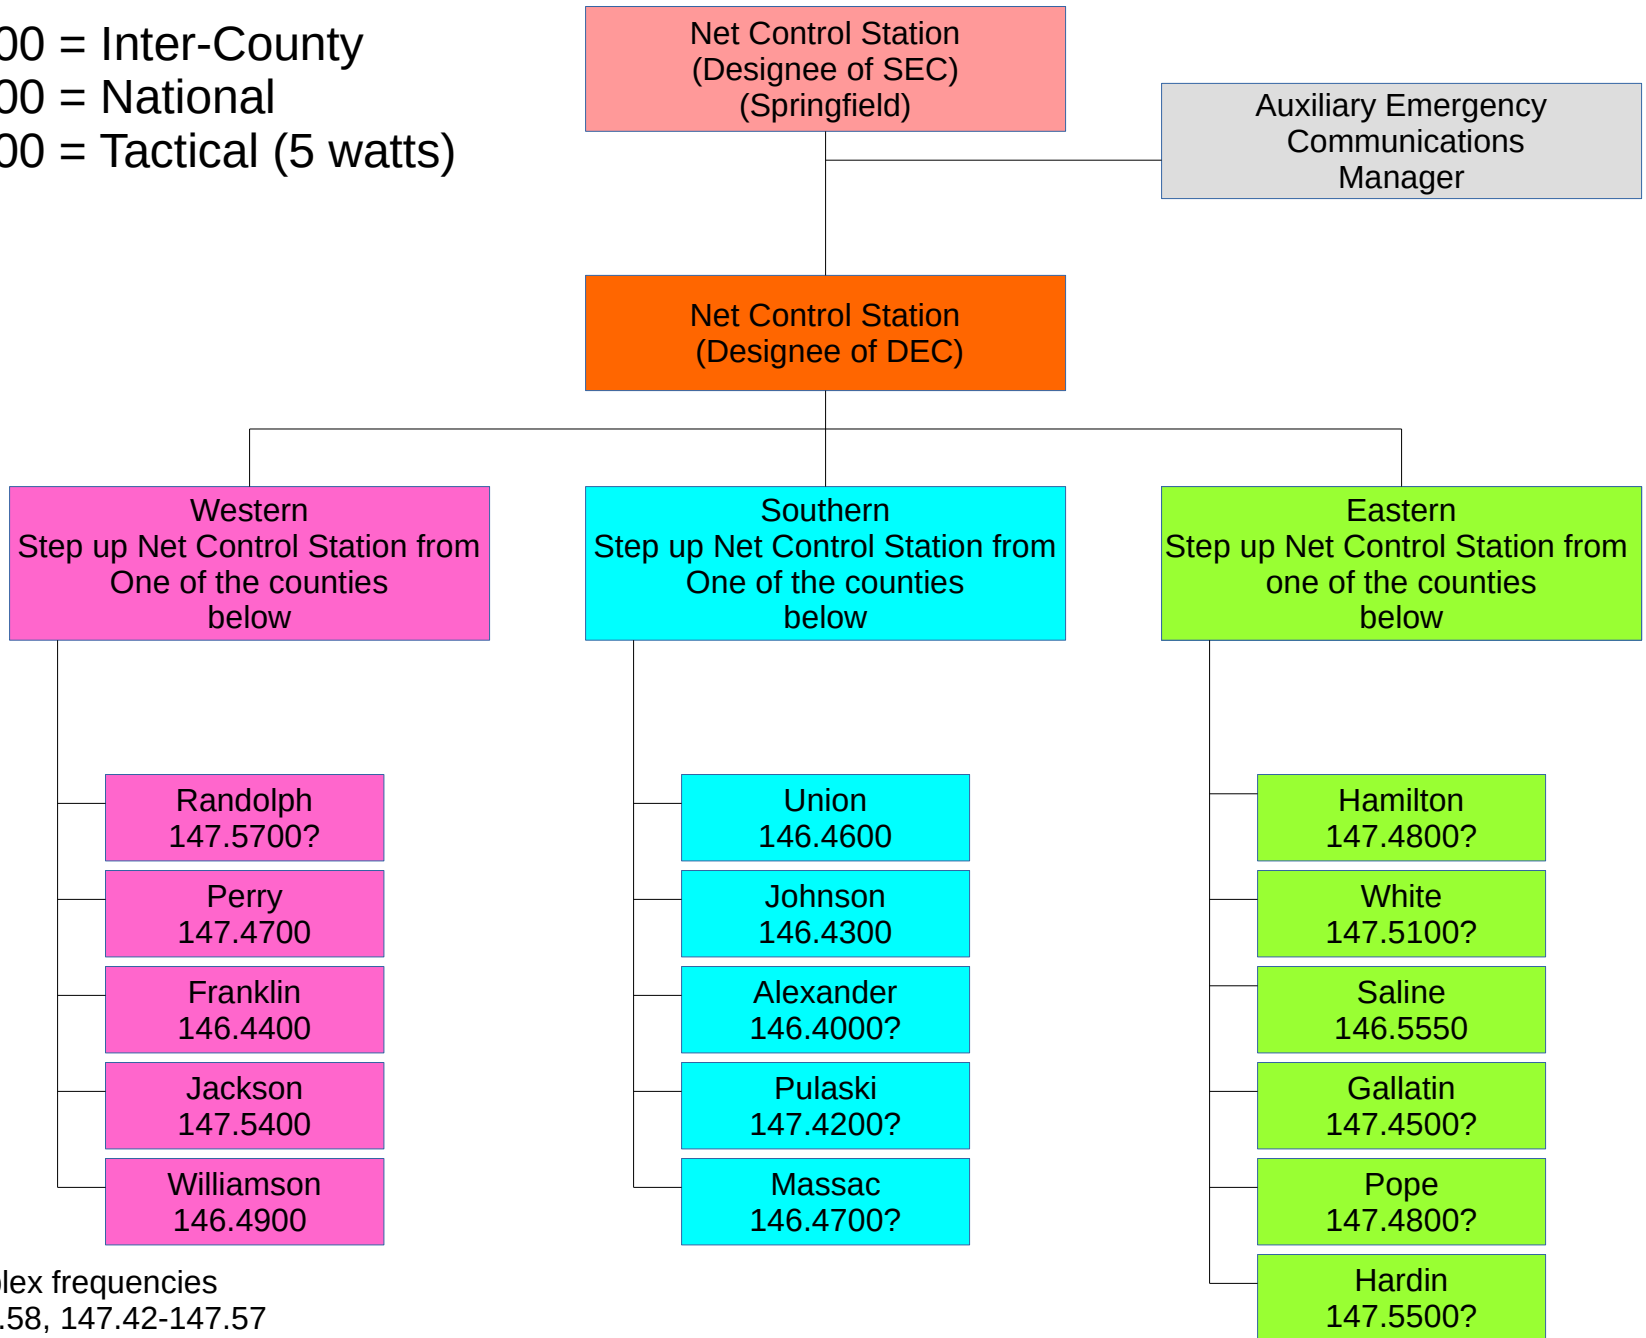 00 = Inter-County
00 = National
00 = Tactical (5 watts)
Net Control Station
(Designee of SEC)
(Springfield)
Auxiliary Emergency
Communications
Manager
Net Control Station
(Designee of DEC)
Western
Step up Net Control Station from
One of the counties
below
Southern
Step up Net Control Station from
One of the counties
below
Eastern
Step up Net Control Station from
one of the counties
below
Randolph
147.5700?
Perry
147.4700
Franklin
146.4400
Jackson
147.5400
Williamson
146.4900
Union
146.4600
Johnson
146.4300
Alexander
146.4000?
Pulaski
147.4200?
Massac
146.4700?
Hamilton
147.4800?
White
147.5100?
Saline
146.5550
Gallatin
147.4500?
Pope
147.4800?
Hardin
147.5500?
lex frequencies
.58, 147.42-147.57